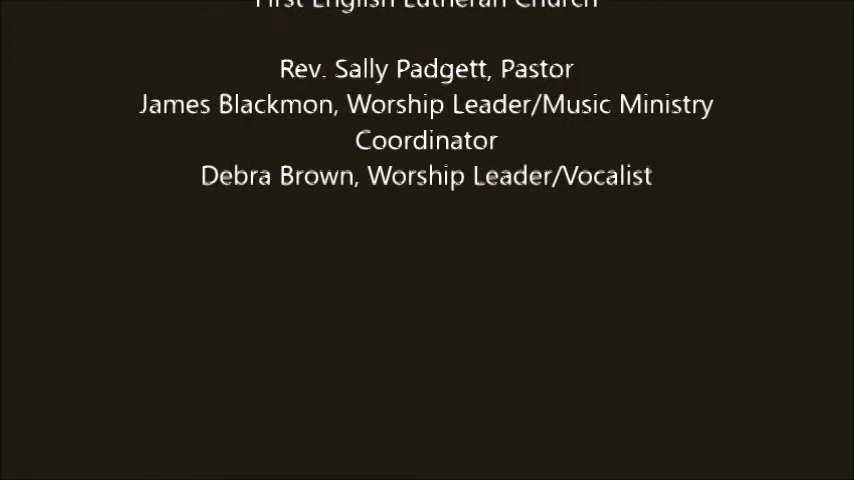 First English Lutheran Church
Rev. Sally Padgett, Pastor
James Blackmon, Worship Leader/Music Ministry
Coordinator
Debra Brown, Worship Leader/Vocalist